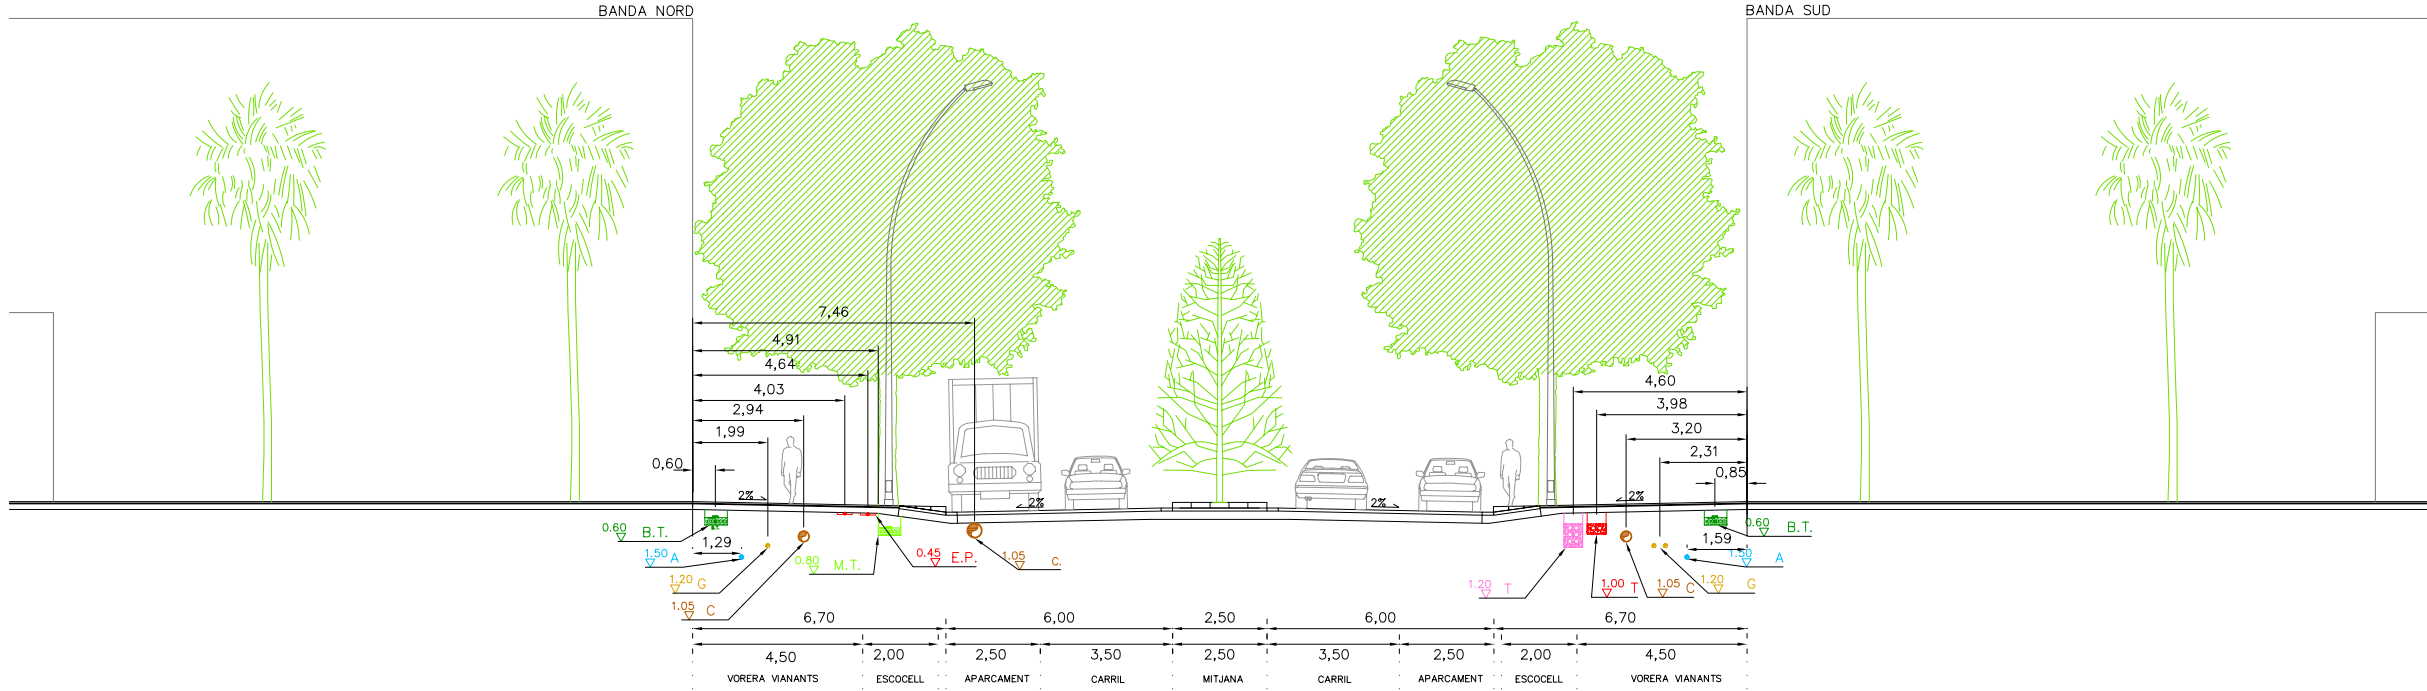 BANDA NORD
BANDA SUD
7,46
4,91
4,64
4,03
2,94
1,99
0,60
4,60
3,98
3,20
2,31
0,85
2%
2%
2%
2%
0.60 B.T.
1,29
1.50 A
1.20 G
1.05 C
0.80 M.T.
0.45 E.P.
1.05 C.
1.20 T
1.00 T
1.05 C
1.20 G
1,59
1.50 A
0.60 B.T.
6,70 6,00 2,50 6,00 6,70
4,50 2,00 2,50 3,50 2,50 3,50 2,50 2,00 4,50
VORERA VIANANTS ESCOCELL APARCAMENT CARRIL MITJANA CARRIL APARCAMENT ESCOCELL VORERA VIANANTS